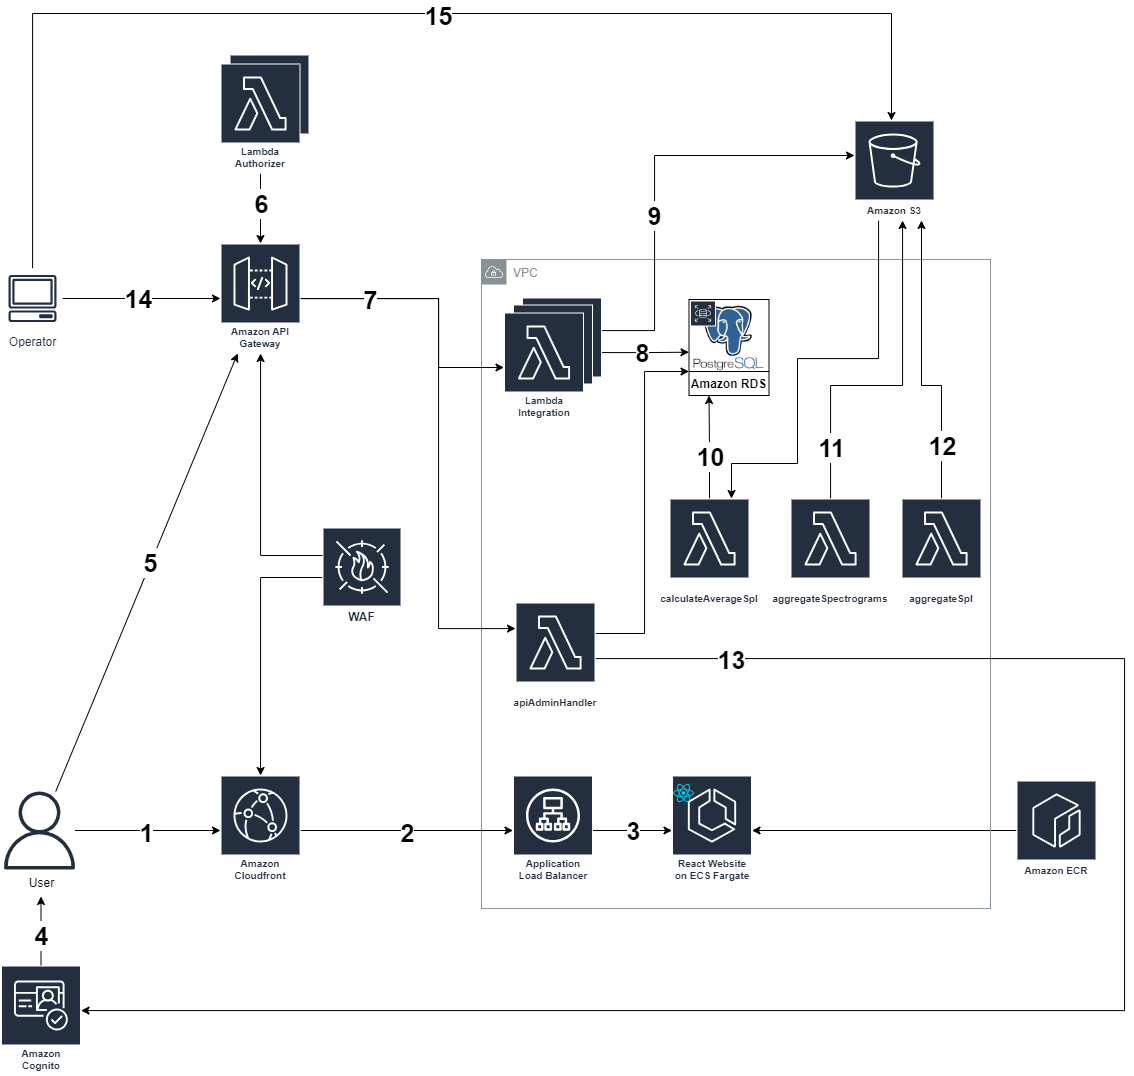 15
Lambda
Authorizer
6
Amazon S3
9
VPC
14
</>
7
Operator
Amazon API
Gateway
8
PostgreSQL
Amazon RDS
Lambda
Integration
10
11
12
5
WAF
calculateAverageSpl
aggregateSpectrograms
aggregateSpl
13
apiAdminHandler
1
2
3
Amazon
Cloudfront
Application
Load Balancer
React Website
on ECS Fargate
Amazon ECR
User
4
Amazon
Cognito